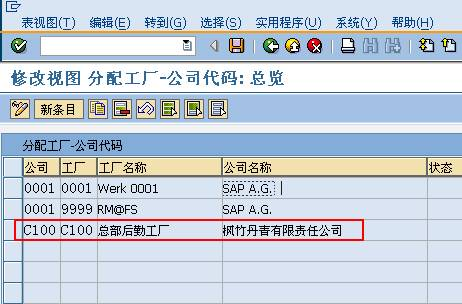 表视图(T) 编辑(E) 转到(G) 选择(S) 实用程序(U) 系统(Y) 帮助(H)
修改视图 分配工厂-公司代码: 总览
新条目
分配工厂-公司代码
公司 工厂 工厂名称 公司名称 状态
0001 0001 Werk 0001 SAP A.G.
0001 9999 RM@FS SAP A.G.
C100 C100 总部后勤工厂 枫竹丹青有限责任公司